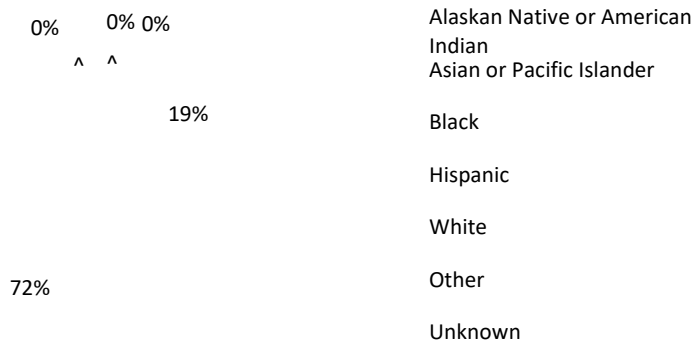 0%
0% 0%
^ ^
19%
72%
Alaskan Native or American
Indian
Asian or Pacific Islander
Black
Hispanic
White
Other
Unknown